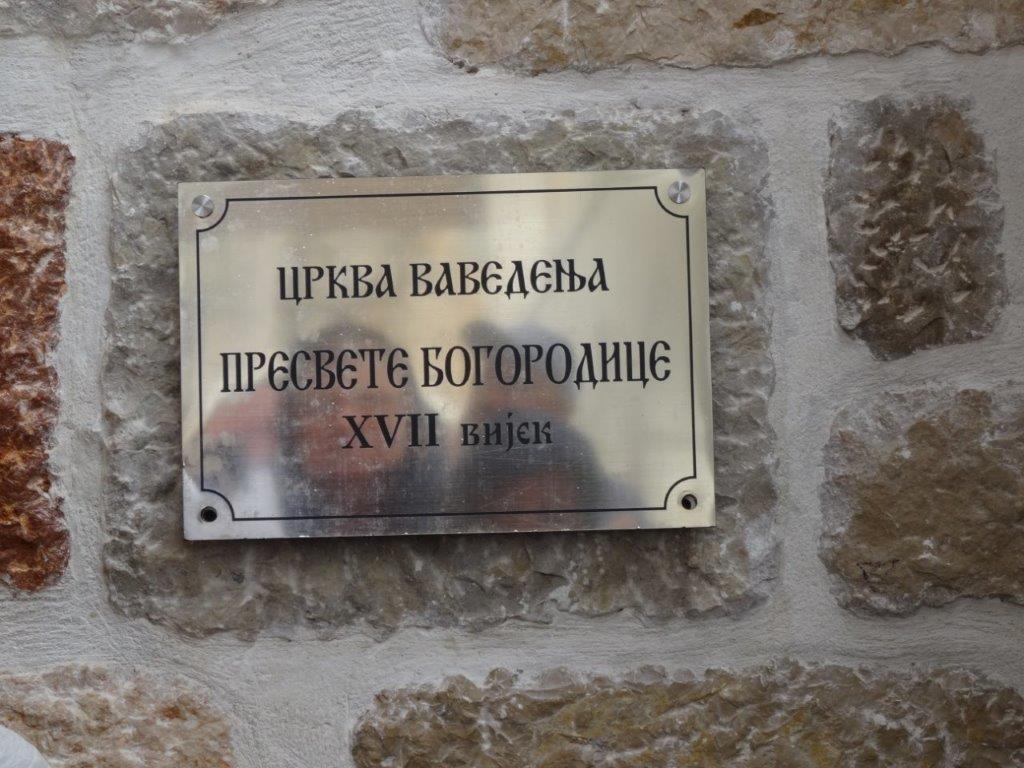 ЦРКВА ВАВЕДЕЊА
ПРЕСВЕТЕ БОГОРОДИЦЕ
XVII вијек